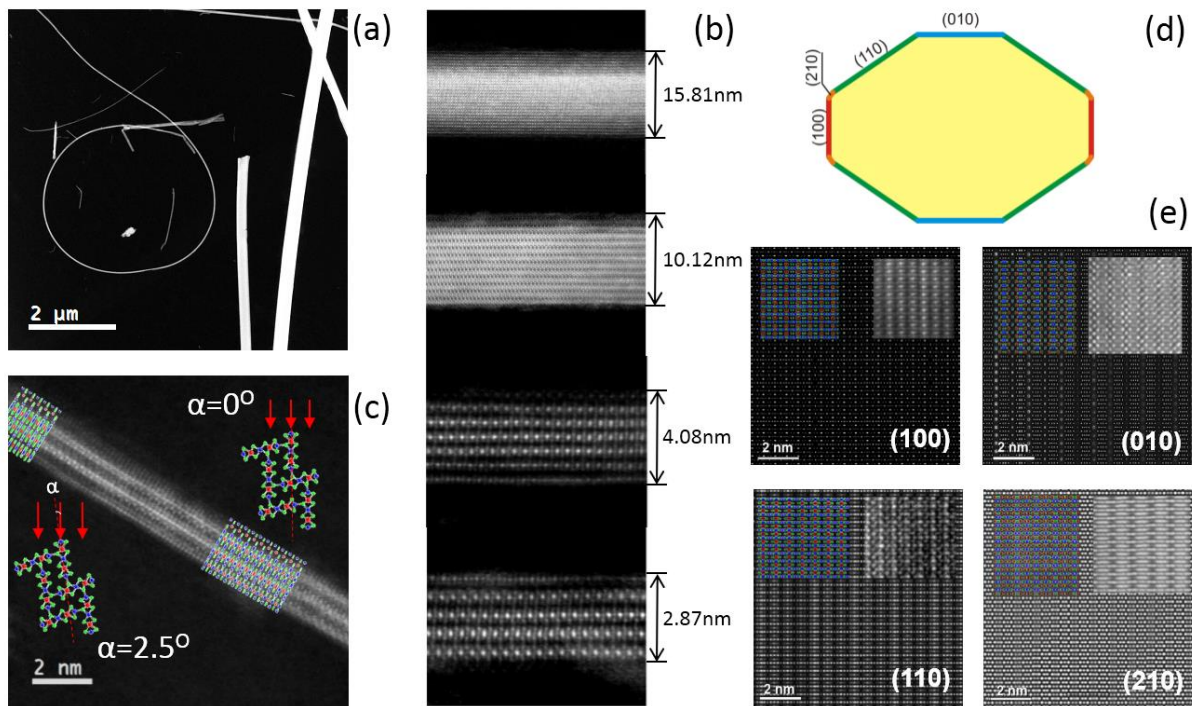 (a)
2 μm
(b)
15.81nm
10.12nm
4.08nm
2.87nm
(c)
α=0°
α
α=2.5°
2 nm
(d)
(010)
(110)
(210)
(100)
(e)
2 nm
(100)
2 nm
(010)
2 nm
(110)
2 nm
(210)